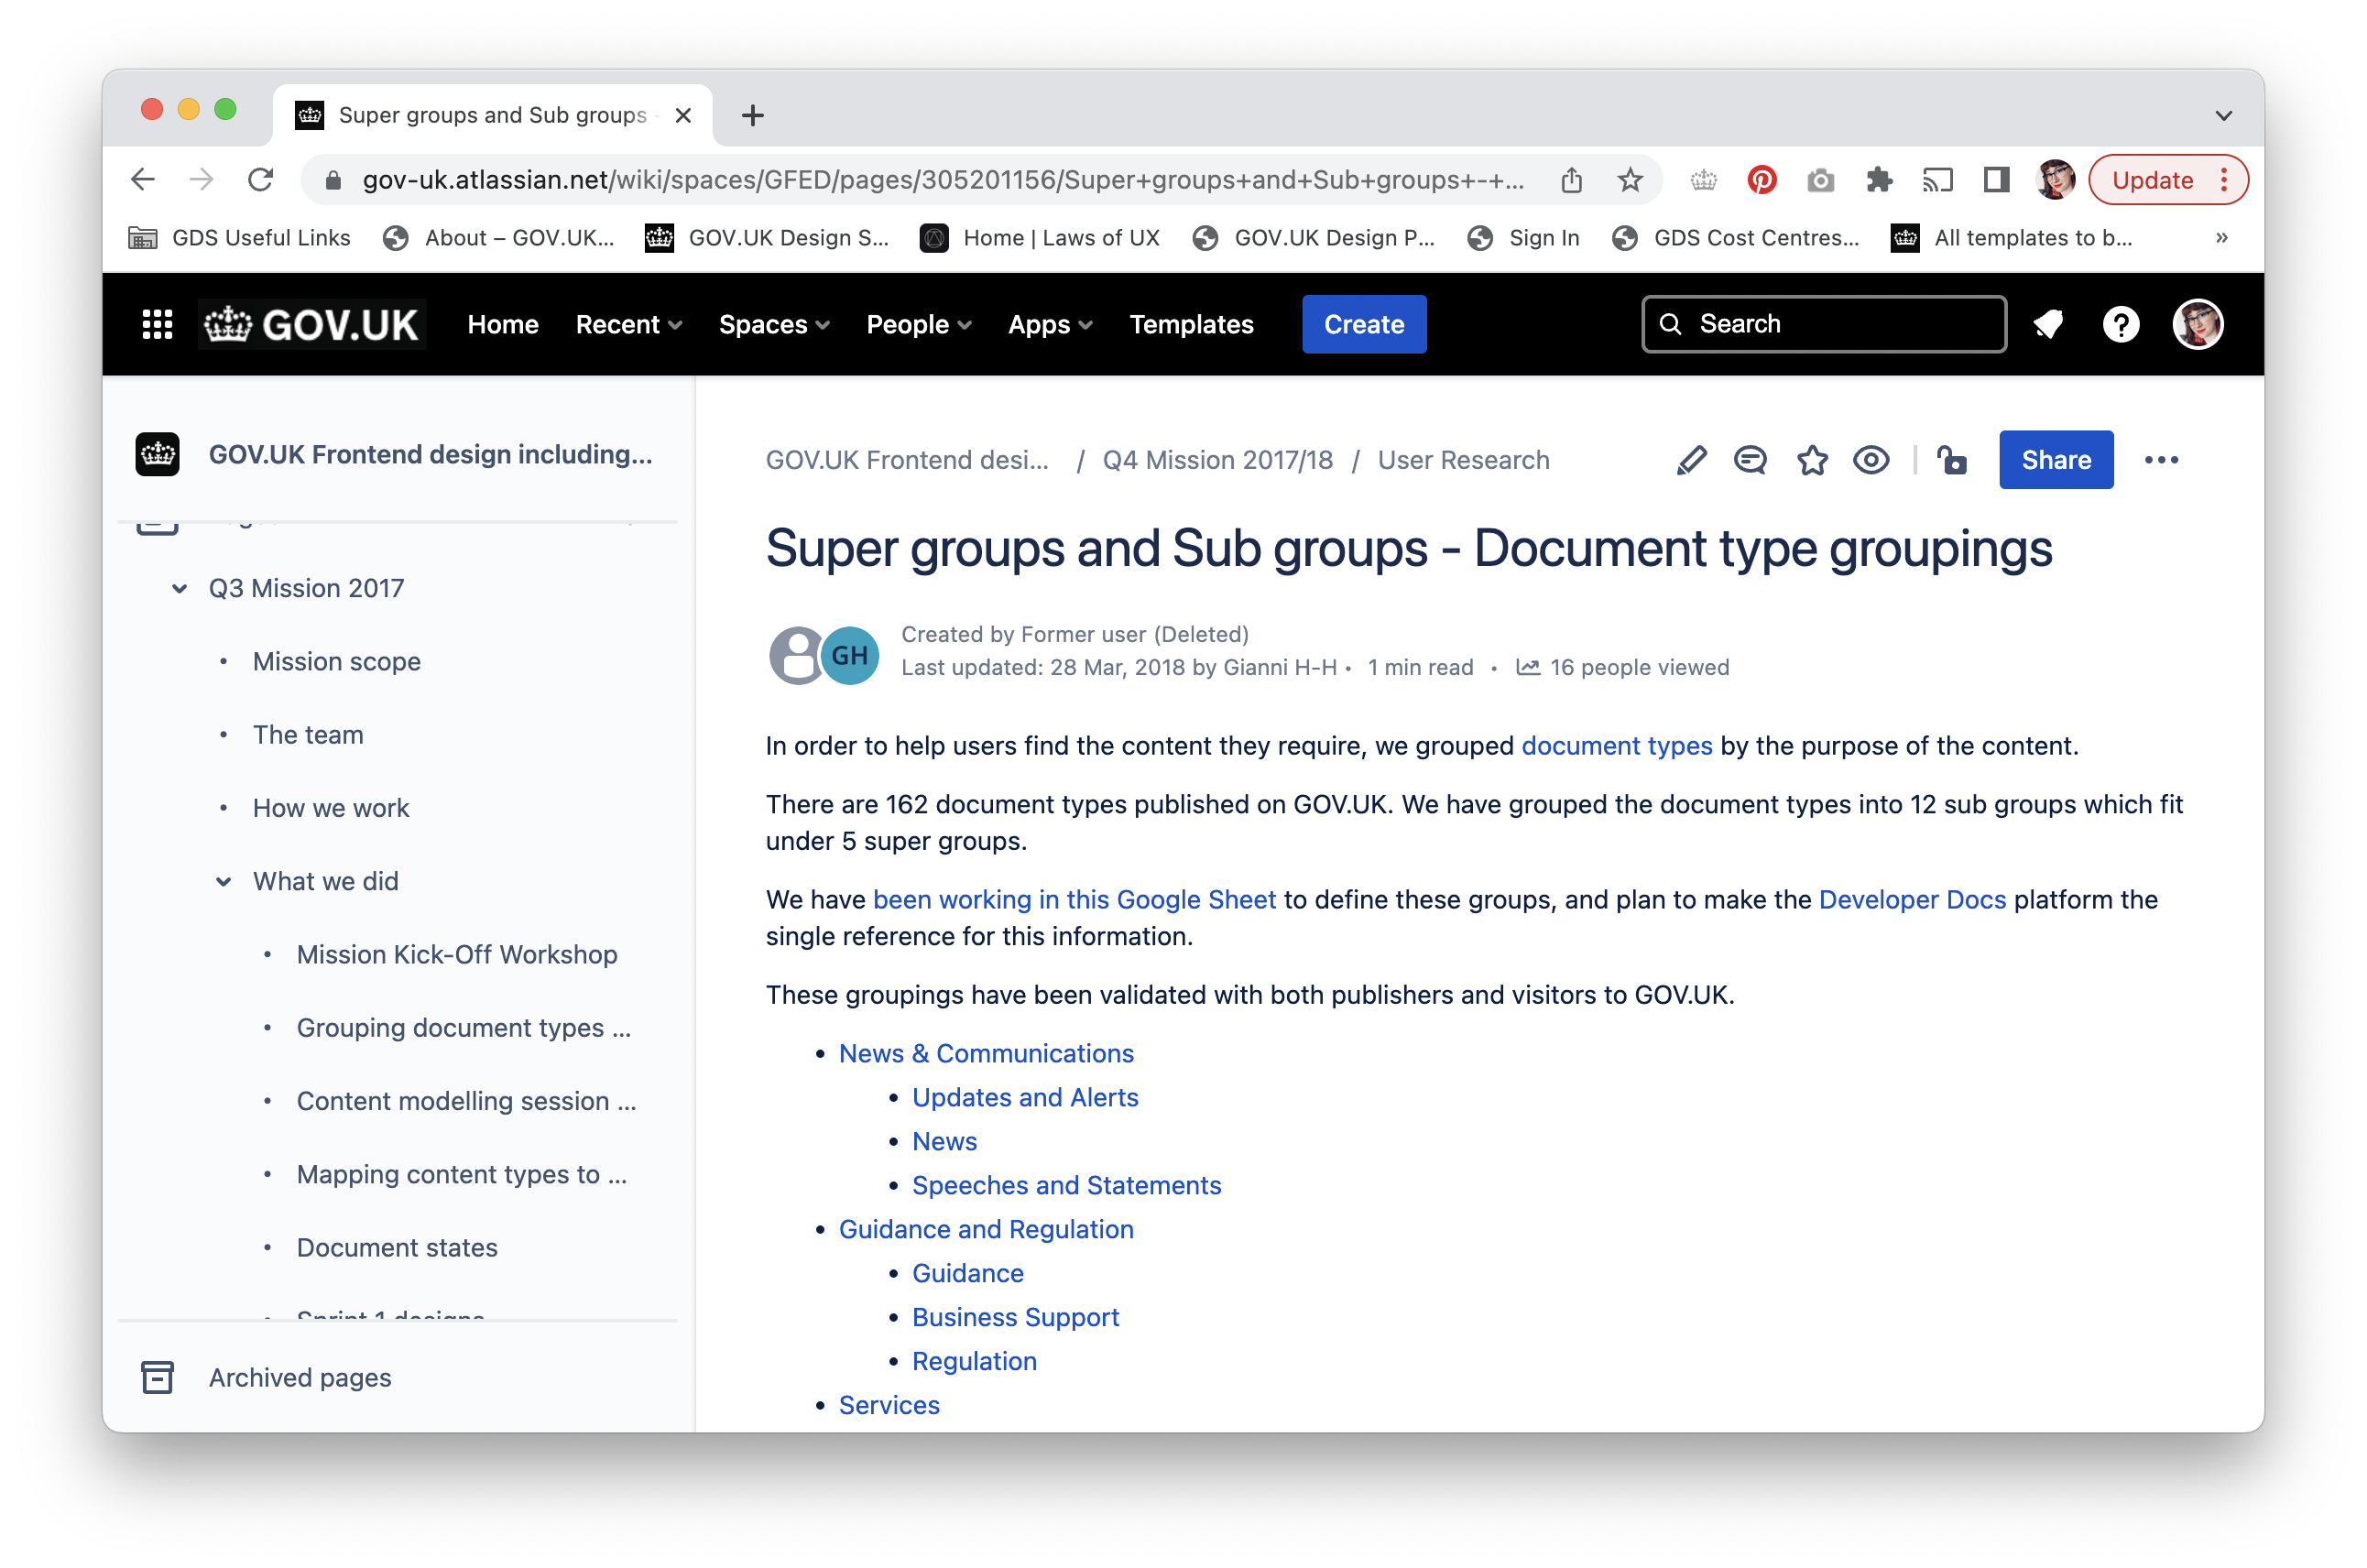 Super groups and Sub groups -
gov-uk.atlassian.net/wiki/spaces/GFED/pages/305201156/Super+groups+and+Sub+groups+-+...
Update
GDS Useful Links
About – GOV.UK...
GOV.UK Design S...
Home | Laws of UX
GOV.UK Design P...
Sign In
GDS Cost Centres...
All templates to b...
»
GOV.UK
Home
Recent
Spaces
People
Apps
Templates
Create
Search
GOV.UK Frontend design including...
Q3 Mission 2017
• Mission scope
• The team
• How we work
What we did
• Mission Kick-Off Workshop
• Grouping document types ...
• Content modelling session ...
• Mapping content types to ...
• Document states
• Sprint 1 designs
Archived pages
GOV.UK Frontend desi... / Q4 Mission 2017/18 / User Research
Share
Super groups and Sub groups - Document type groupings
GH
Created by Former user (Deleted)
Last updated: 28 Mar, 2018 by Gianni H-H • 1 min read • 16 people viewed
In order to help users find the content they require, we grouped document types by the purpose of the content.
There are 162 document types published on GOV.UK. We have grouped the document types into 12 sub groups which fit
under 5 super groups.
We have been working in this Google Sheet to define these groups, and plan to make the Developer Docs platform the
single reference for this information.
These groupings have been validated with both publishers and visitors to GOV.UK.
• News & Communications
• Updates and Alerts
• News
• Speeches and Statements
• Guidance and Regulation
• Guidance
• Business Support
• Regulation
• Services